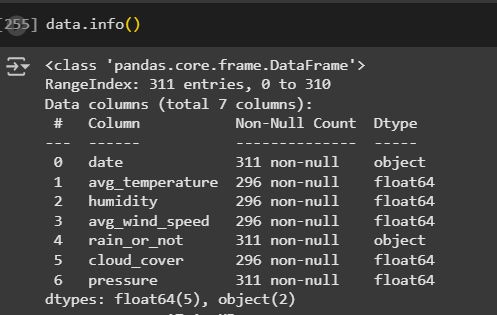 [255] data.info()
<class 'pandas.core.frame.DataFrame'>
RangeIndex: 311 entries, 0 to 310
Data columns (total 7 columns):
 #   Column           Non-Null Count  Dtype
---  ------           --------------  -----
 0   date             311 non-null    object
 1   avg_temperature  296 non-null    float64
 2   humidity         296 non-null    float64
 3   avg_wind_speed   296 non-null    float64
 4   rain_or_not      311 non-null    object
 5   cloud_cover      296 non-null    float64
 6   pressure         311 non-null    float64
dtypes: float64(5), object(2)